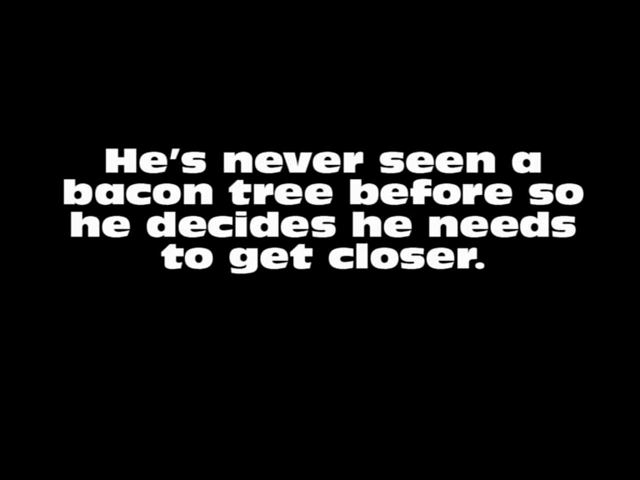 He's never seen a
bacon tree before so
he decides he needs
to get closer.